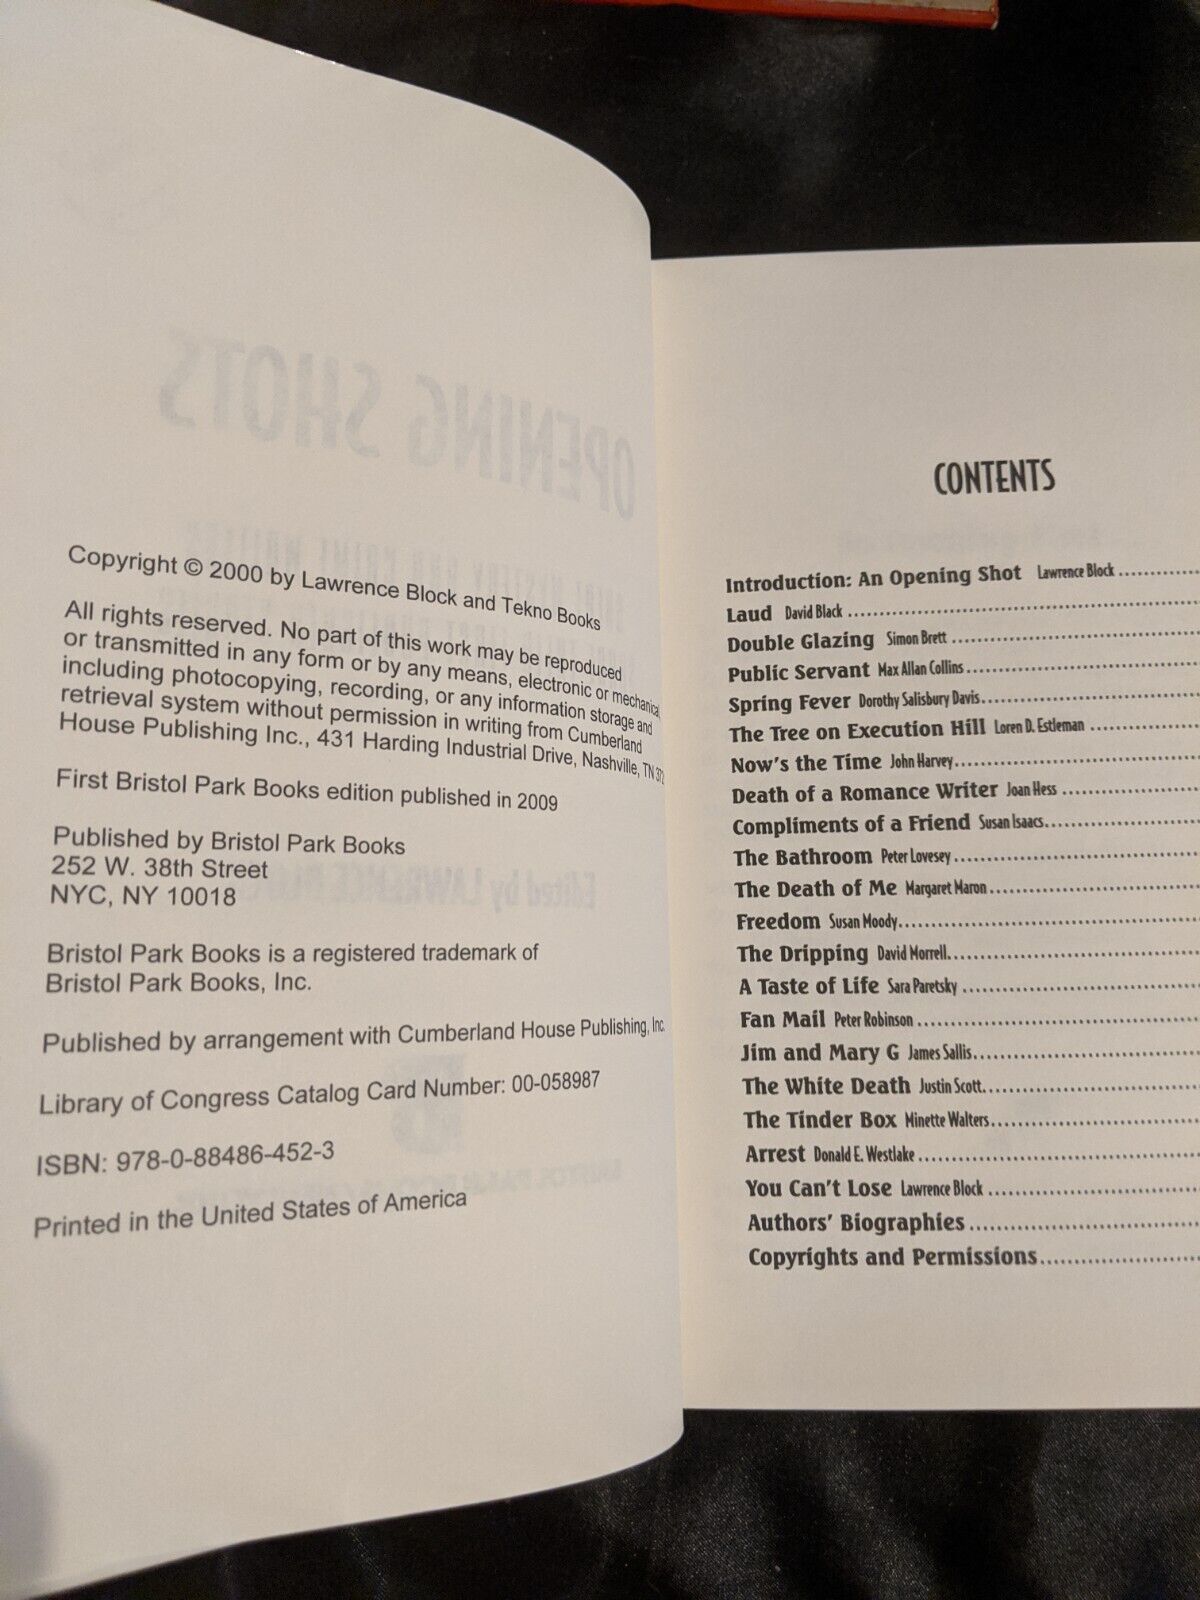 Copyright © 2000 by Lawrence Block and Tekno Books
All rights reserved. No part of this work may be reproduced
or transmitted in any form or by any means, electronic or mechanical,
including photocopying, recording, or any information storage and
retrieval system without permission in writing from Cumberland
House Publishing Inc., 431 Harding Industrial Drive, Nashville, TN 372
First Bristol Park Books edition published in 2009
Published by Bristol Park Books
252 W. 38th Street
NYC, NY 10018
Bristol Park Books is a registered trademark of
Bristol Park Books, Inc.
Published by arrangement with Cumberland House Publishing, Inc.
Library of Congress Catalog Card Number: 00-058987
ISBN: 978-0-88486-452-3
Printed in the United States of America
OPENING SHOTS
Edited by
CONTENTS
Introduction: An Opening Shot Lawrence Block
Laud David Black
Double Glazing Simon Brett
Public Servant Max Allan Collins
Spring Fever Dorothy Salisbury Davis
The Tree on Execution Hill Loren D. Estleman
Now's the Time John Harvey
Death of a Romance Writer Joan Hess
Compliments of a Friend Susan Isaacs
The Bathroom Peter Lovesey
The Death of Me Margaret Maron
Freedom Susan Moody
The Dripping David Morrell
A Taste of Life Sara Paretsky
Fan Mail Peter Robinson
Jim and Mary G James Sallis
The White Death Justin Scott
The Tinder Box Minette Walters
Arrest Donald E. Westlake
You Can't Lose Lawrence Block
Authors' Biographies
Copyrights and Permissions